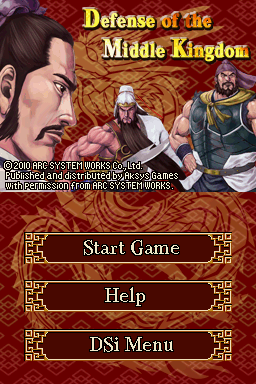 Defense of the
Middle Kingdom
© 2010 ARC SYSTEM WORKS Co., Ltd.
Published and distributed by Aksys Games
with permission from ARC SYSTEM WORKS.
Start Game
Help
DSi Menu